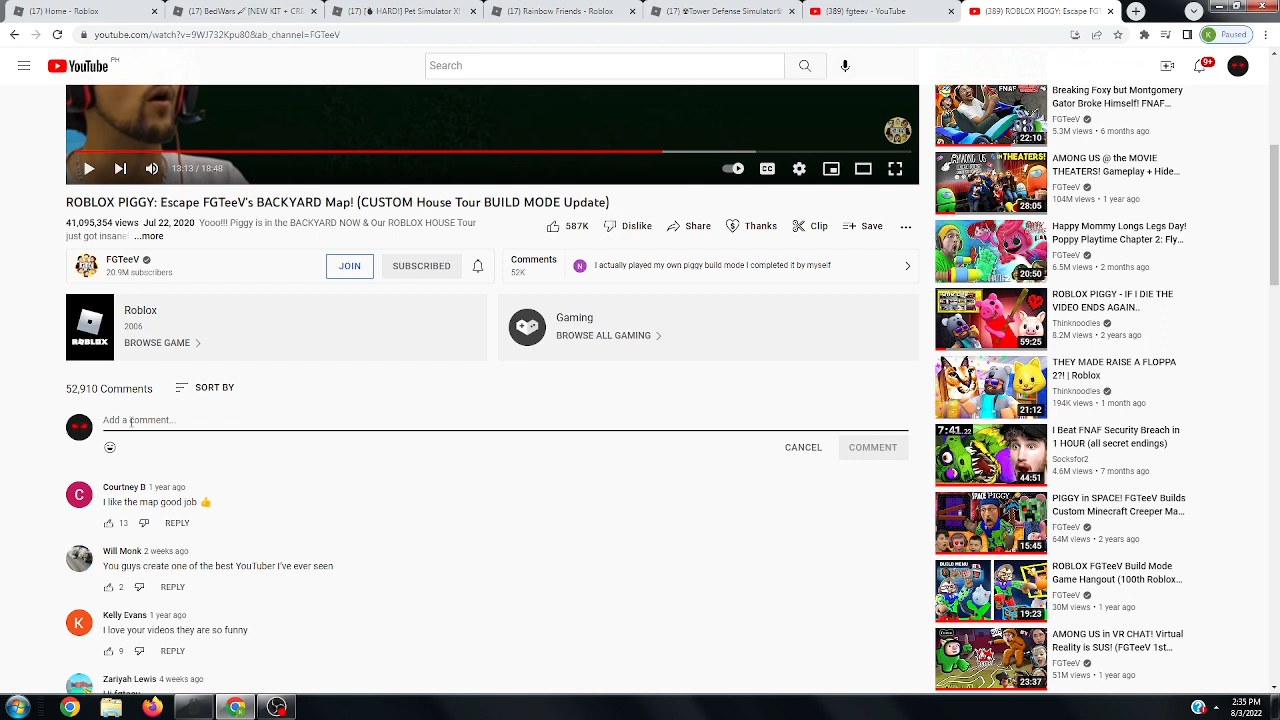 (17) Home - Roblox
(17) BedWars
[NEW KIT + CRE
(17) [
HARD!] Pet Simulator X!
(17) Rainbow Friends - Roblox
(17)
Tower Defense Simulator
(389) fgteev - YouTube
(389) ROBLOX PIGGY: Escape FGT
youtube.com/watch?v=9WJ732Kpu80&ab_channel=FGTeeV
K Paused
YouTube PH
Search
9+
13:13 / 18:48
CC
ROBLOX PIGGY: Escape FGTeeV's BACKYARD Map! (CUSTOM House Tour BUILD MODE Update)
41,095,354 views Jul 22, 2020
just got insane
...more
587K Dislike Share Thanks Clip Save
FGTeeV
20.9M subscribers
JOIN
SUBSCRIBED
Comments
52K
N I actually played my own piggy build mode I completed it by myself
Roblox
2006
BROWSE GAME
ROBLOX
Gaming
BROWSE ALL GAMING
52,910 Comments SORT BY
Add a comment...
CANCEL COMMENT
C
Courtney B 1 year ago
I like the map good job 👍
13 REPLY
Will Monk 2 weeks ago
You guys create one of the best YouTuber I've ever seen
2 REPLY
K
Kelly Evans 1 year ago
I love your videos they are so funny
9 REPLY
Zariyah Lewis 4 weeks ago
Hi fgteev
FNAF
22:10
Breaking Foxy but Montgomery
Gator Broke Himself! FNAF...
FGTeeV
5.3M views • 6 months ago
AMONG US in THEATERS!
28:05
AMONG US @ the MOVIE
THEATERS! Gameplay + Hide...
FGTeeV
104M views • 1 year ago
20:50
Happy Mommy Longs Legs Day!
Poppy Playtime Chapter 2: Fly...
FGTeeV
6.5M views • 2 months ago
59:25
ROBLOX PIGGY - IF I DIE THE
VIDEO ENDS AGAIN..
Thinknoodles
8.2M views • 2 years ago
21:12
THEY MADE RAISE A FLOPPA
2?! | Roblox
Thinknoodles
194K views • 1 month ago
7:41.22
44:51
I Beat FNAF Security Breach in
1 HOUR (all secret endings)
Socksfor2
4.6M views • 7 months ago
SPACE PIGGY
15:45
PIGGY in SPACE! FGTeeV Builds
Custom Minecraft Creeper Ma...
FGTeeV
64M views • 2 years ago
BUILD MENU
19:23
ROBLOX FGTeeV Build Mode
Game Hangout (100th Roblox...
FGTeeV
30M views • 1 year ago
23:37
AMONG US in VR CHAT! Virtual
Reality is SUS! (FGTeeV 1st...
FGTeeV
51M views • 1 year ago
2:35 PM
8/3/2022